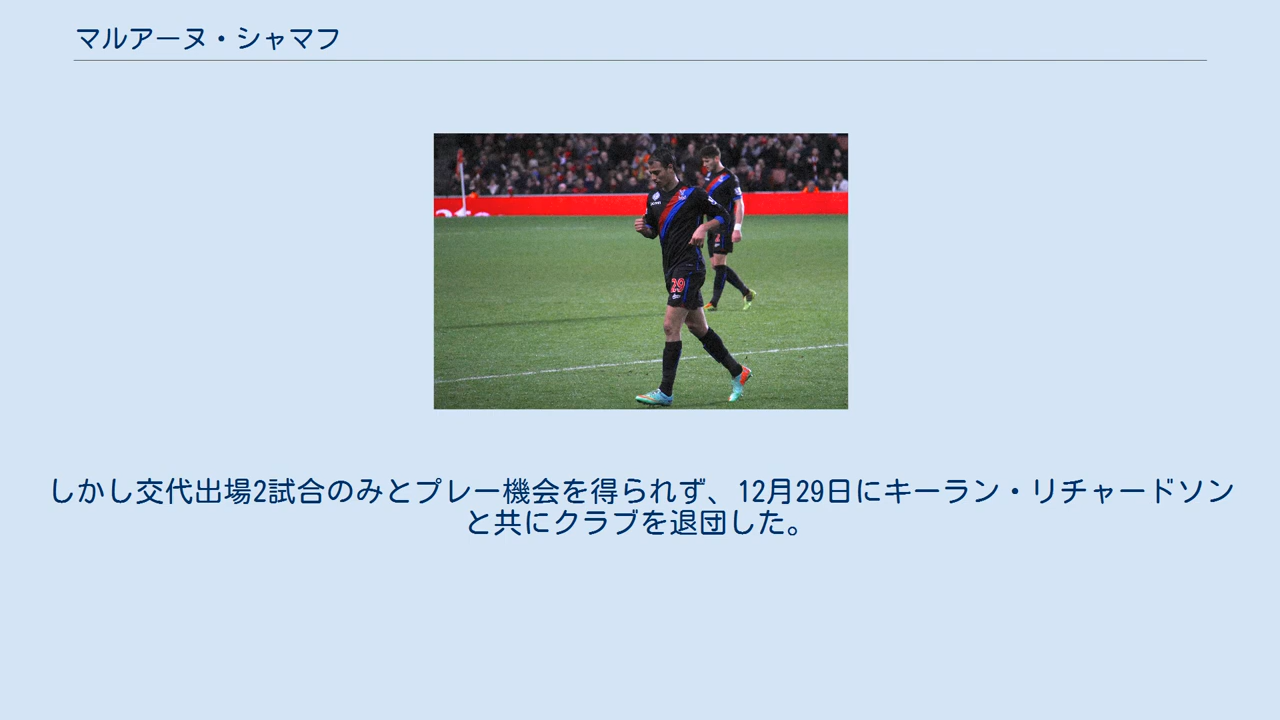 マルアーヌ・シャマフ
29
しかし交代出場2試合のみとプレー機会を得られず、12月29日にキーラン・リチャードソン
と共にクラブを退団した。